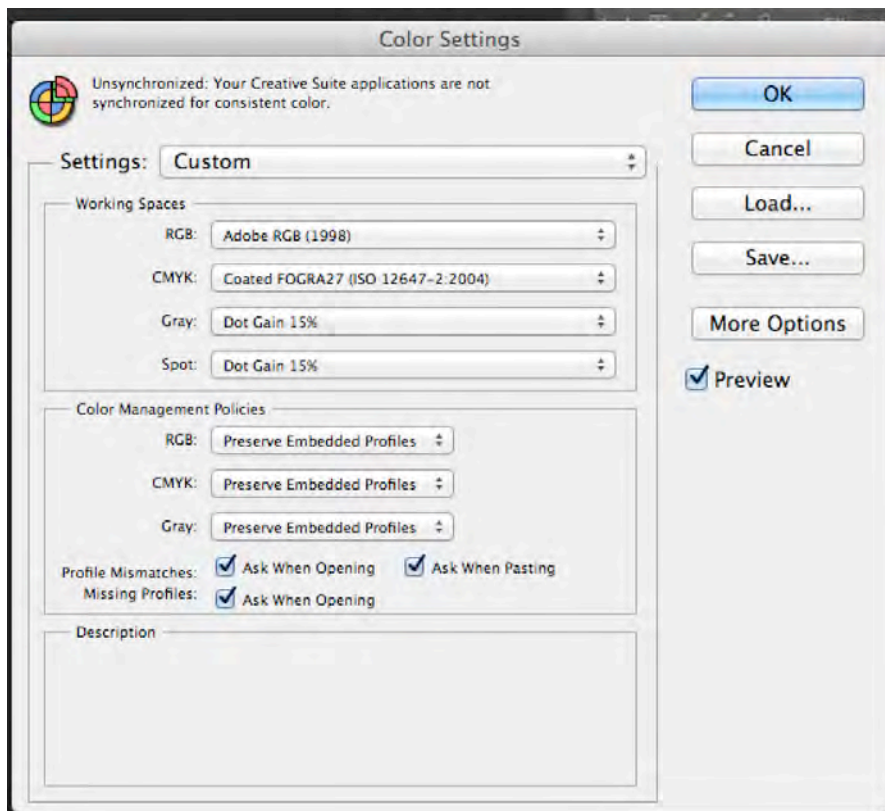 Color Settings
Unsynchronized: Your Creative Suite applications are not
synchronized for consistent color.
OK
Cancel
Load...
Save...
More Options
Preview
Settings: Custom
Working Spaces
RGB: Adobe RGB (1998)
CMYK: Coated FOGRA27 (ISO 12647-2:2004)
Gray: Dot Gain 15%
Spot: Dot Gain 15%
Color Management Policies
RGB: Preserve Embedded Profiles
CMYK: Preserve Embedded Profiles
Gray: Preserve Embedded Profiles
Profile Mismatches: Ask When Opening Ask When Pasting
Missing Profiles: Ask When Opening
Description